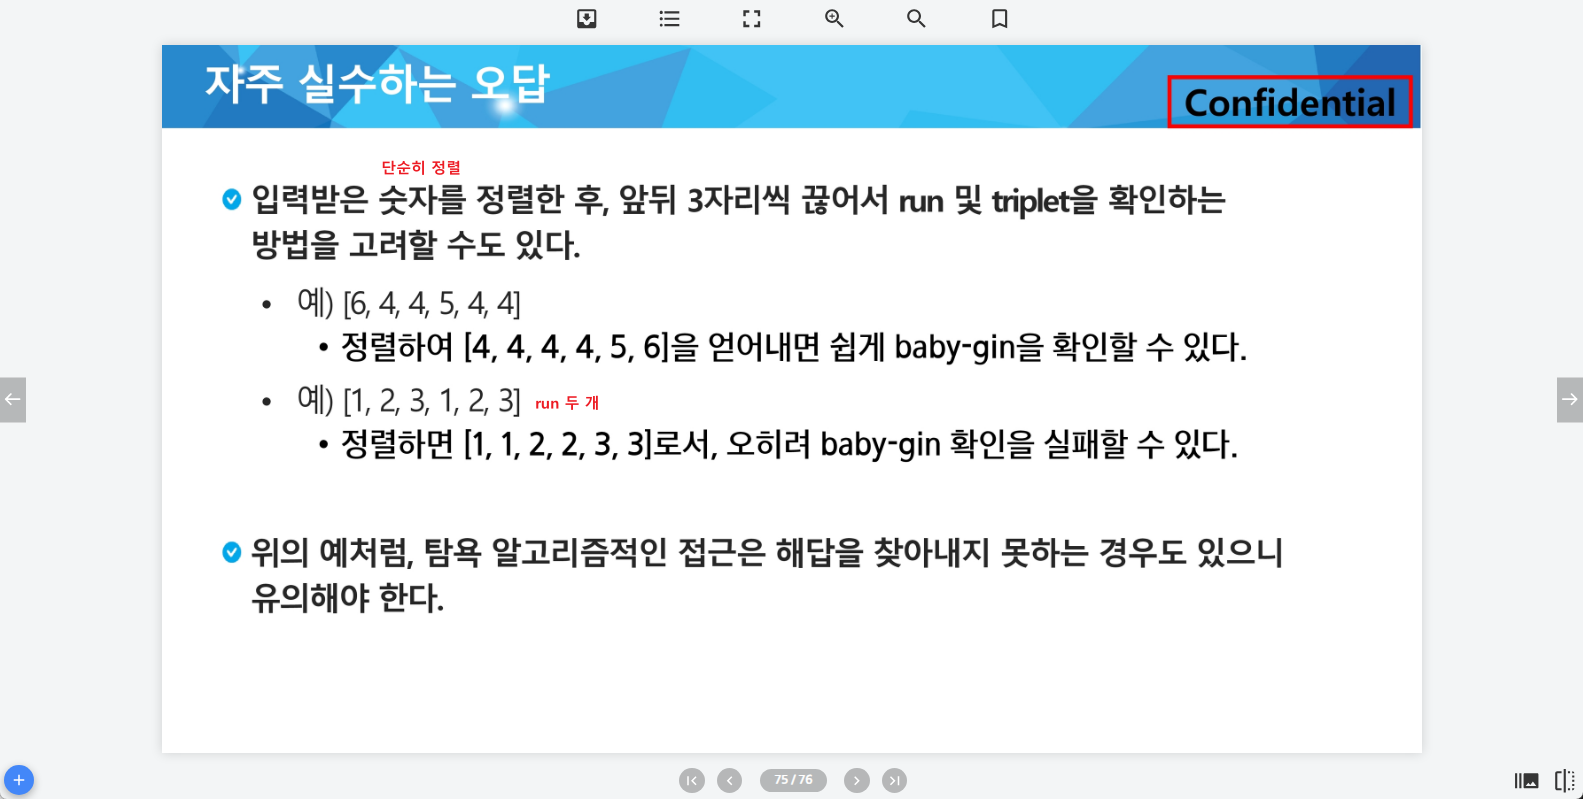 자주 실수하는 오답
Confidential
단순히 정렬
입력받은 숫자를 정렬한 후, 앞뒤 3자리씩 끊어서 run 및 triplet을 확인하는
방법을 고려할 수도 있다.
• 예) [6, 4, 4, 5, 4, 4]
• 정렬하여 [4, 4, 4, 4, 5, 6]을 얻어내면 쉽게 baby-gin을 확인할 수 있다.
• 예) [1, 2, 3, 1, 2, 3] run 두 개
• 정렬하면 [1, 1, 2, 2, 3, 3]로서, 오히려 baby-gin 확인을 실패할 수 있다.
위의 예처럼, 탐욕 알고리즘적인 접근은 해답을 찾아내지 못하는 경우도 있으니
유의해야 한다.
75 / 76